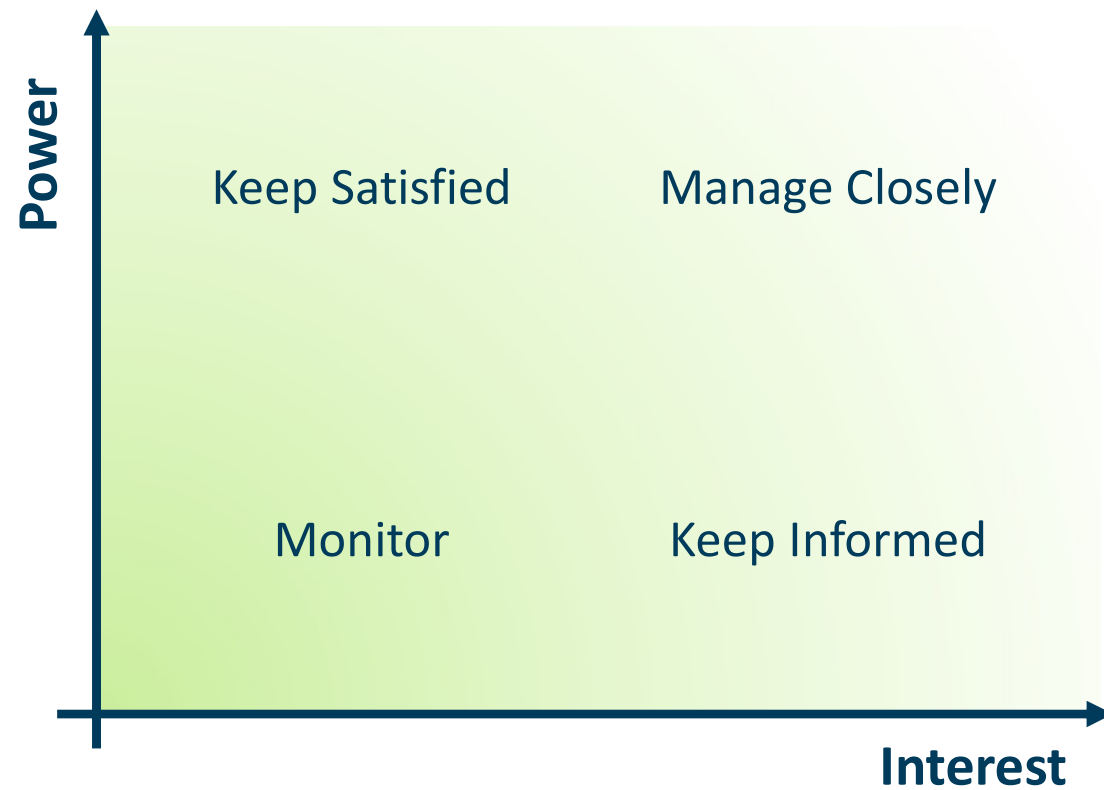 Power
Keep Satisfied
Manage Closely
Monitor
Keep Informed
Interest